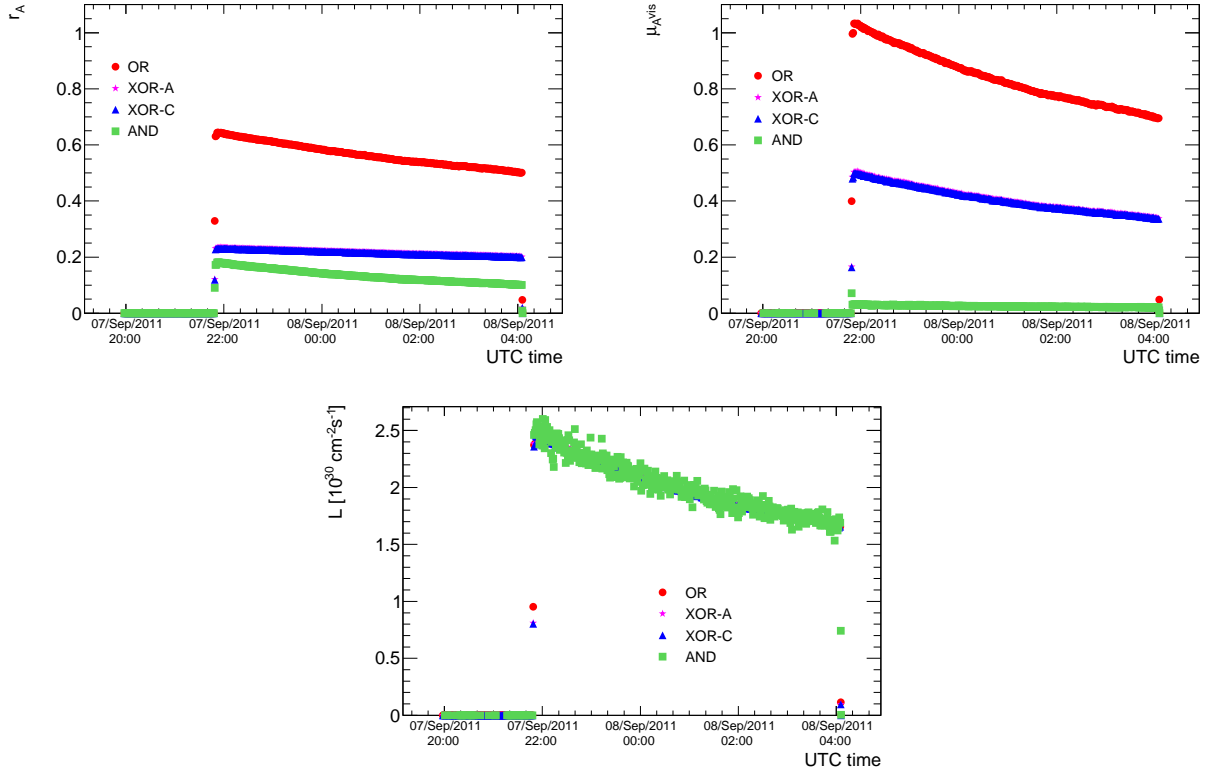 r_A
1
0.8
0.6
0.4
0.2
0
OR
XOR-A
XOR-C
AND
07/Sep/2011 07/Sep/2011 08/Sep/2011 08/Sep/2011 08/Sep/2011
20:00 22:00 00:00 02:00 04:00
UTC time
μ_A^vis
1
0.8
0.6
0.4
0.2
0
OR
XOR-A
XOR-C
AND
07/Sep/2011 07/Sep/2011 08/Sep/2011 08/Sep/2011 08/Sep/2011
20:00 22:00 00:00 02:00 04:00
UTC time
L [10^30 cm^-2 s^-1]
2.5
2
1.5
1
0.5
0
OR
XOR-A
XOR-C
AND
07/Sep/2011 07/Sep/2011 08/Sep/2011 08/Sep/2011 08/Sep/2011
20:00 22:00 00:00 02:00 04:00
UTC time